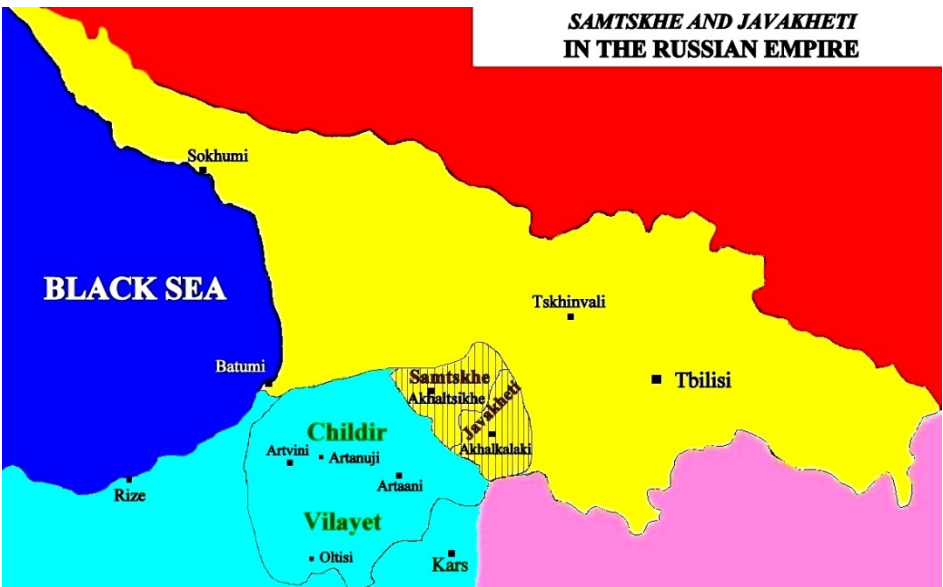 SAMTSKHE AND JAVAKHETI
IN THE RUSSIAN EMPIRE
Sokhumi
BLACK SEA
Tskhinvali
Batumi
Samtskhe
Tbilisi
Akhaltsikhe
Javakheti
Childir
Akhalkalaki
Artvini
Artanuji
Artaani
Rize
Vilayet
Oltisi
Kars